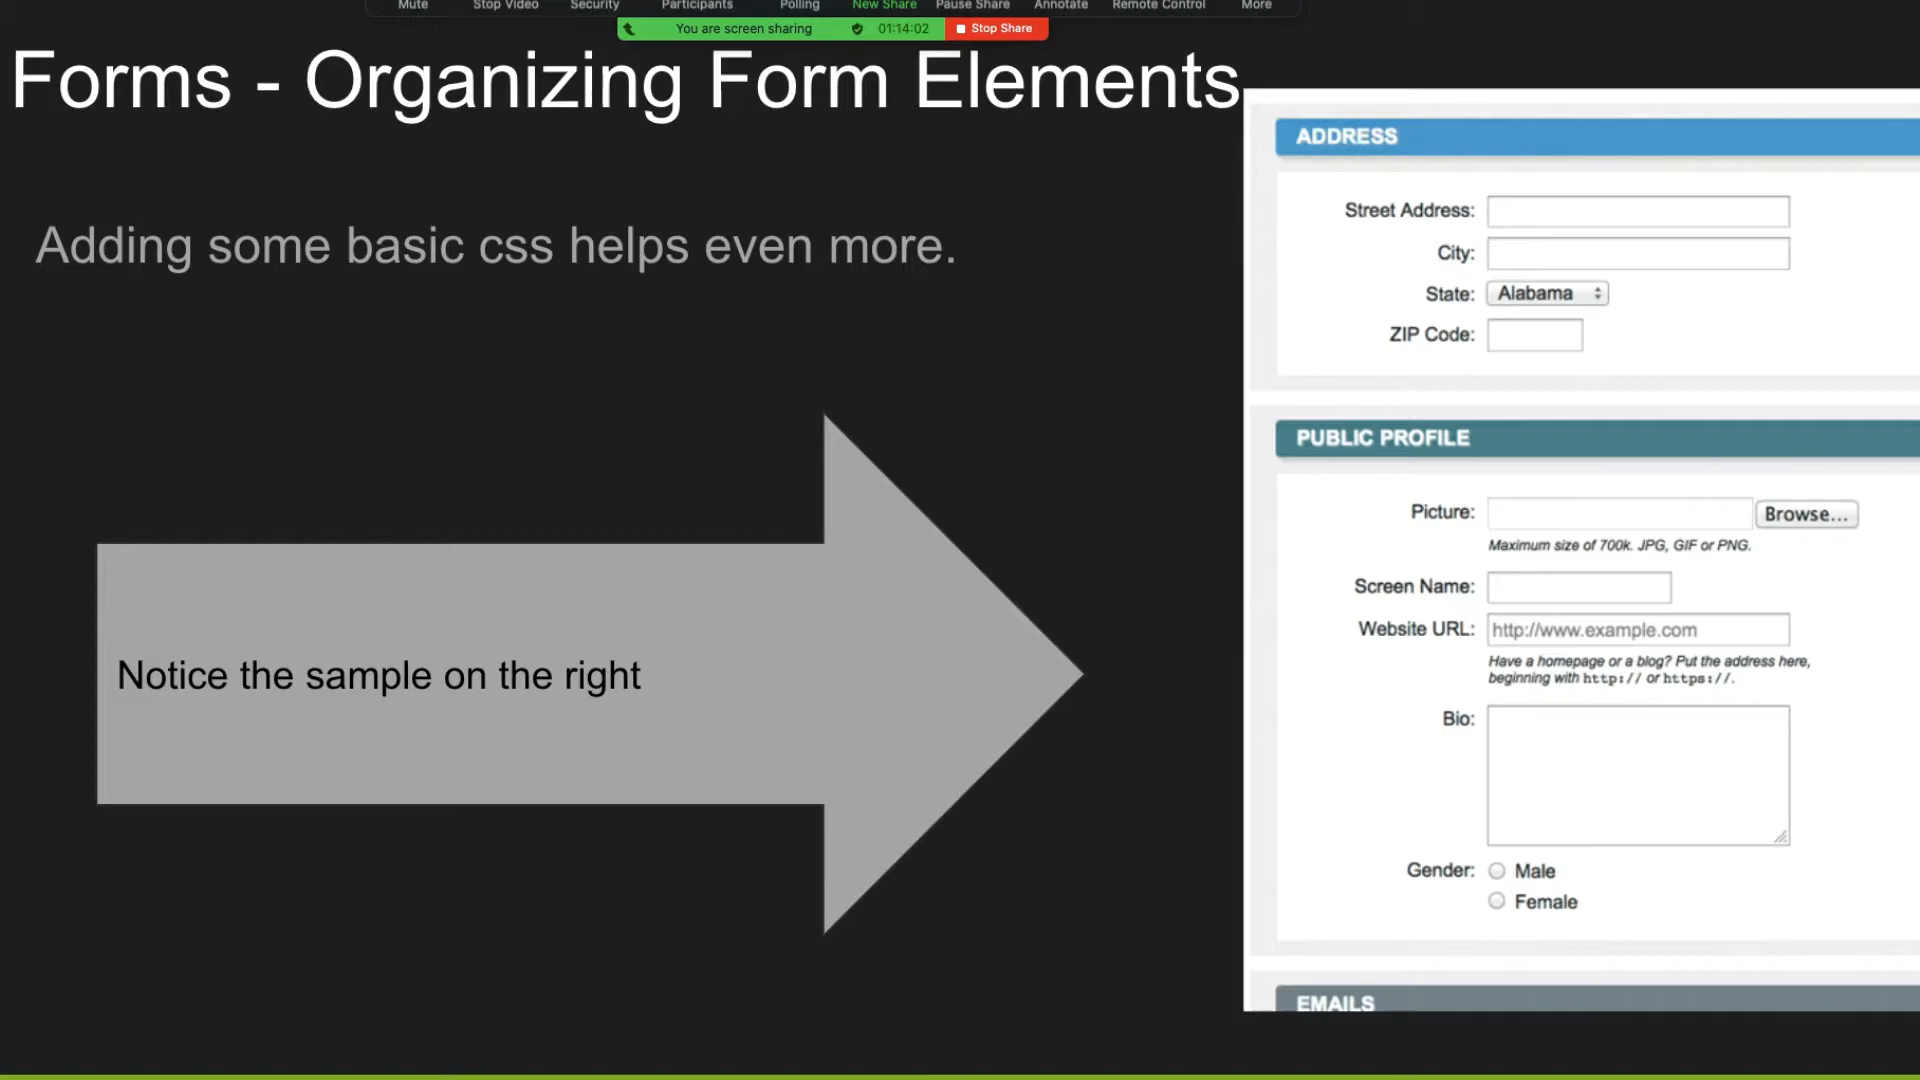 Mute Stop Video Security Participants Polling New Share Pause Share Annotate Remote Control More
You are screen sharing 01:14:02 Stop Share
Forms - Organizing Form Elements
Adding some basic css helps even more.
Notice the sample on the right
ADDRESS
Street Address:
City:
State: Alabama
ZIP Code:
PUBLIC PROFILE
Picture: Browse...
Maximum size of 700k. JPG, GIF or PNG.
Screen Name:
Website URL: http://www.example.com
Have a homepage or a blog? Put the address here,
beginning with http:// or https://.
Bio:
Gender: Male
Female
EMAILS